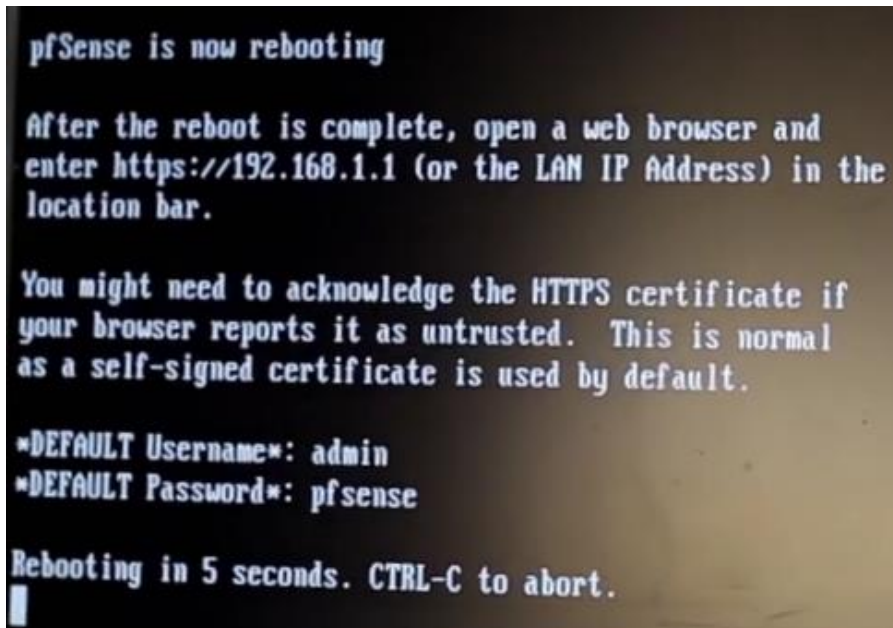 pfSense is now rebooting
After the reboot is complete, open a web browser and
enter https://192.168.1.1 (or the LAN IP Address) in the
location bar.
You might need to acknowledge the HTTPS certificate if
your browser reports it as untrusted.  This is normal
as a self-signed certificate is used by default.
*DEFAULT Username*: admin
*DEFAULT Password*: pfsense
Rebooting in 5 seconds. CTRL-C to abort.